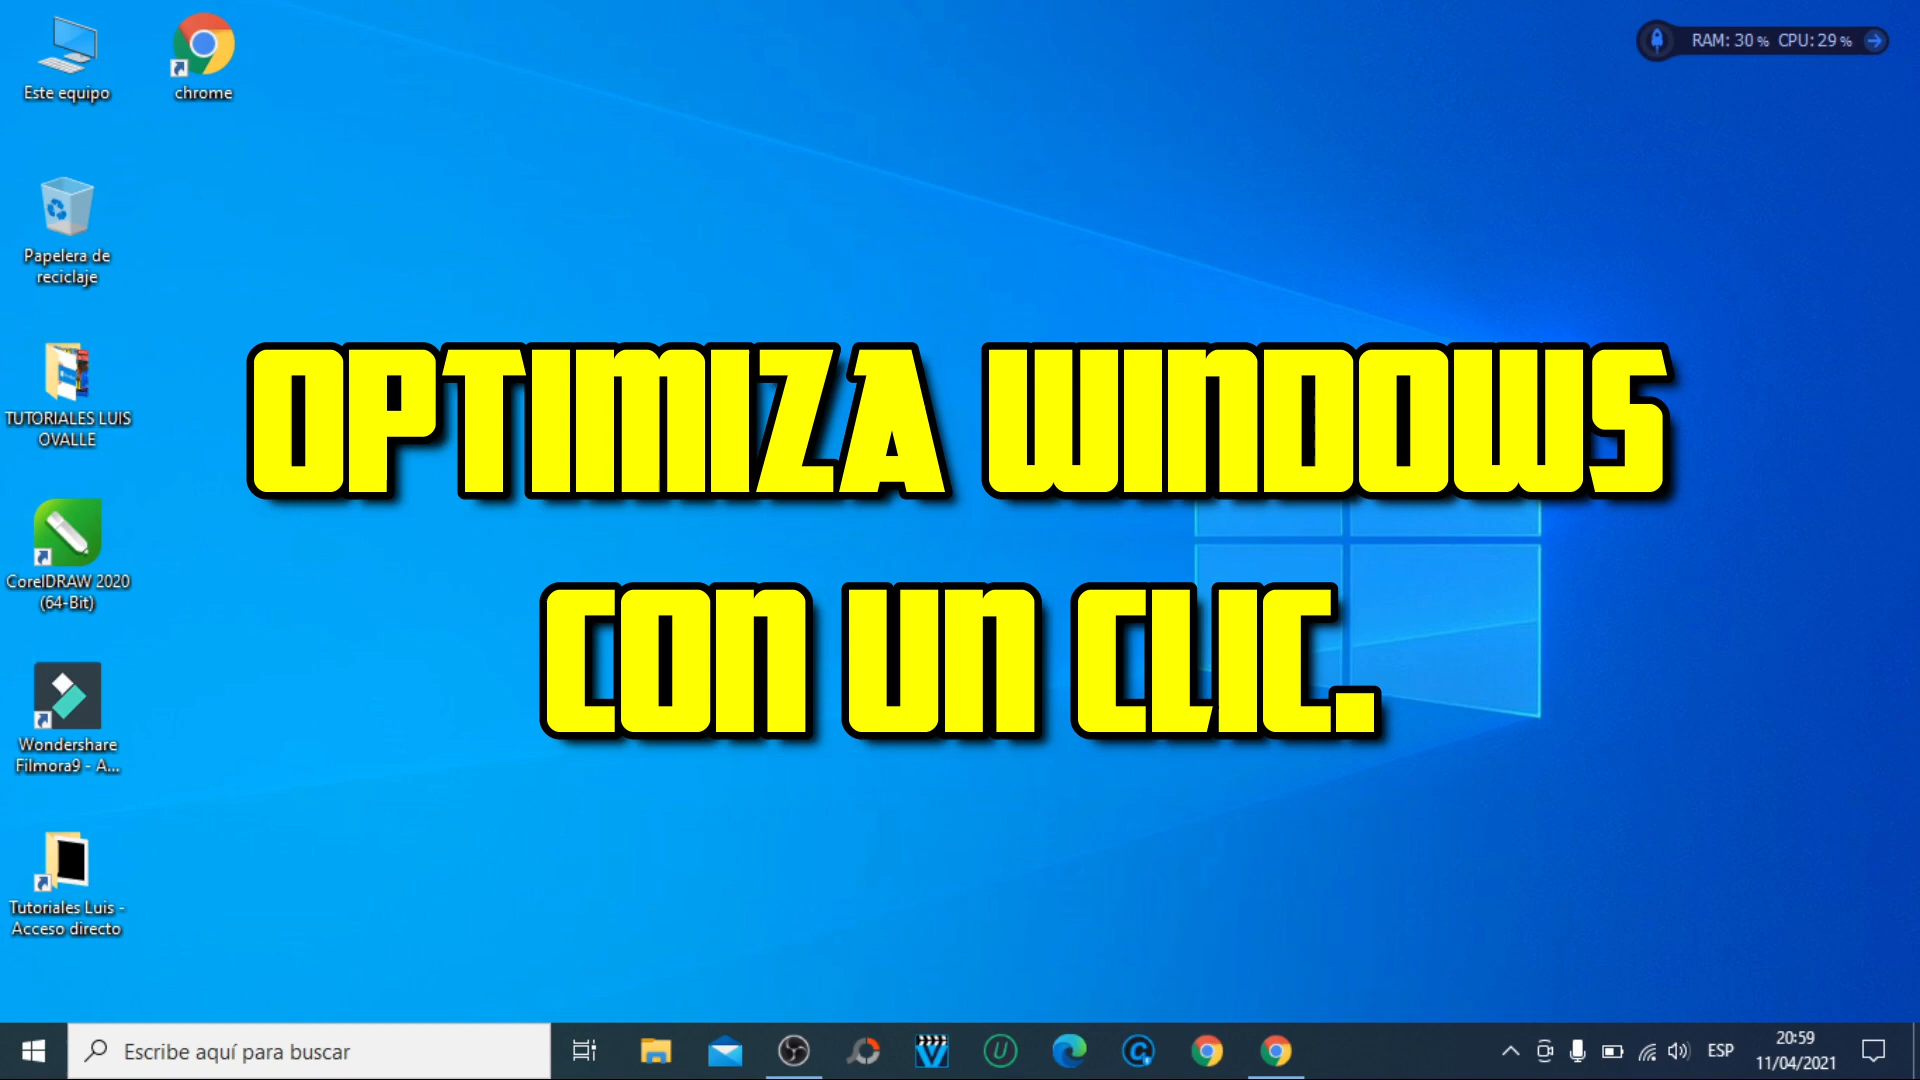 Este equipo
chrome
RAM: 30 % CPU: 29 %
Papelera de
reciclaje
TUTORIALES LUIS
OVALLE
OPTIMIZA WINDOWS
CON UN CLIC.
CorelDRAW 2020
(64-Bit)
Wondershare
Filmora9 - A...
Tutoriales Luis -
Acceso directo
Escribe aquí para buscar
ESP
20:59
11/04/2021